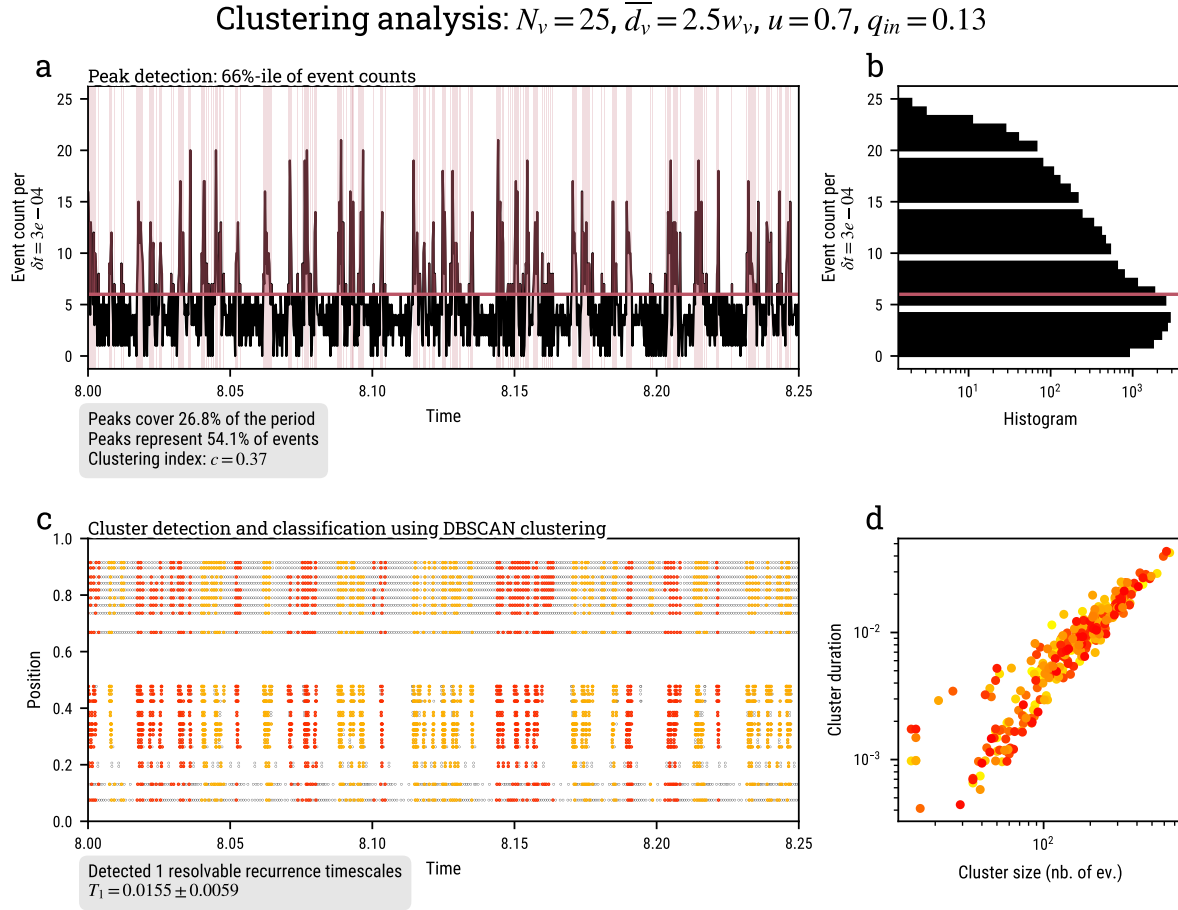 Clustering analysis: N_v = 25, \overline{d_v} = 2.5w_v, u = 0.7, q_{in} = 0.13
a
Peak detection: 66%-ile of event counts
Event count per
δt = 3e − 04
25
20
15
10
5
0
8.00
8.05
8.10
8.15
8.20
8.25
Time
Peaks cover 26.8% of the period
Peaks represent 54.1% of events
Clustering index: c = 0.37
b
Event count per
δt = 3e − 04
25
20
15
10
5
0
10^1
10^2
10^3
Histogram
c
Cluster detection and classification using DBSCAN clustering
Position
1.0
0.8
0.6
0.4
0.2
0.0
8.00
8.05
8.10
8.15
8.20
8.25
Time
Detected 1 resolvable recurrence timescales
T_1 = 0.0155 ± 0.0059
d
Cluster duration
10^{−2}
10^{−3}
10^2
Cluster size (nb. of ev.)